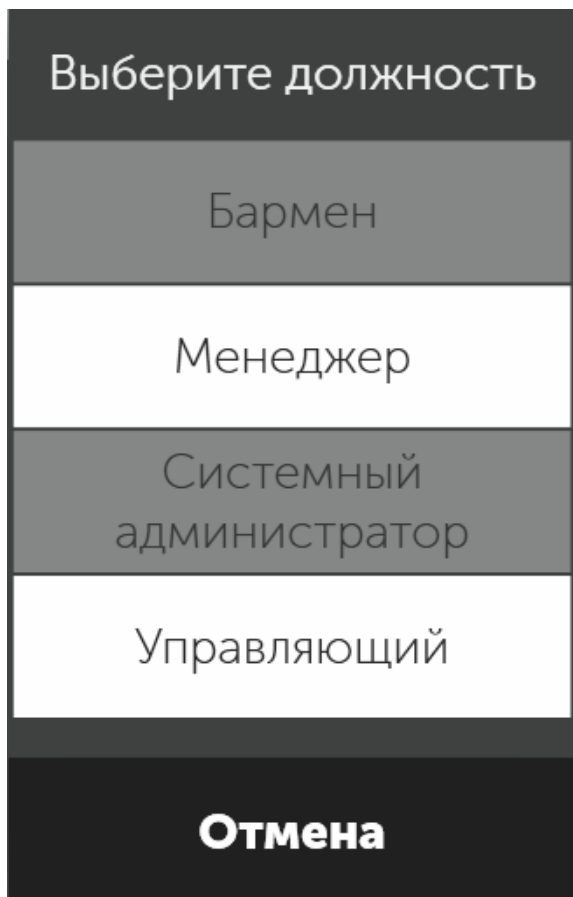 Выберите должность
Бармен
Менеджер
Системный
администратор
Управляющий
Отмена